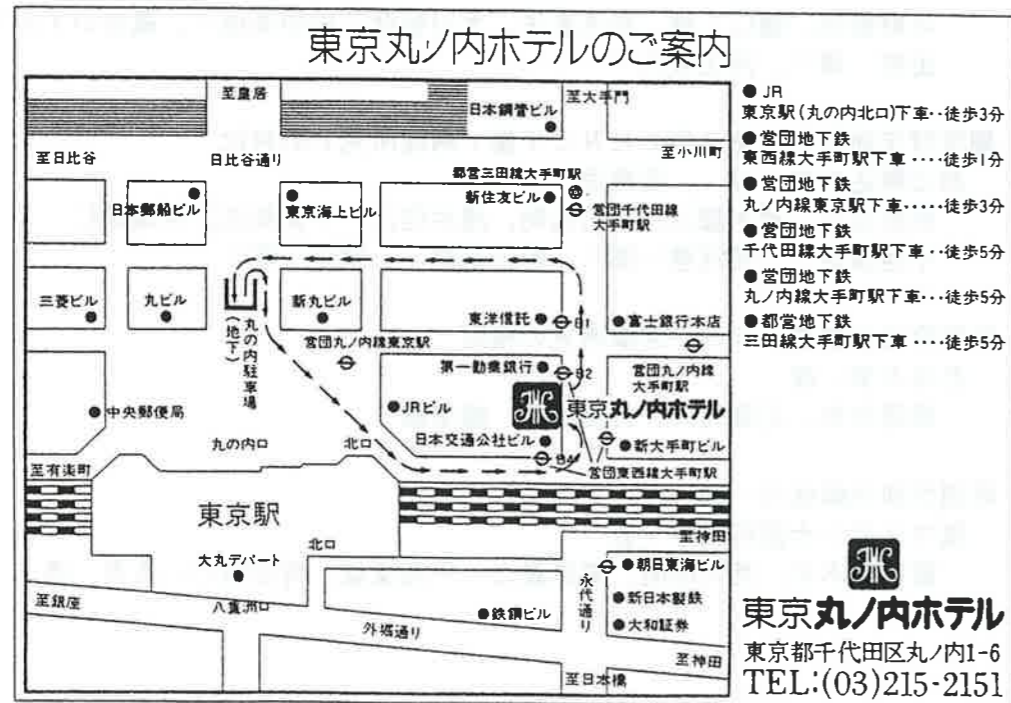 東京丸ノ内ホテルのご案内
至皇居
日本鋼管ビル
至大手門
至日比谷
日比谷通り
至小川町
都営三田線大手町駅
日本郵船ビル
東京海上ビル
新住友ビル
営団千代田線
大手町駅
三菱ビル
丸ビル
丸の内駐車場
(地下)
新丸ビル
営団丸ノ内線東京駅
東洋信託
B1
富士銀行本店
第一勧業銀行
B2
営団丸ノ内線
大手町駅
中央郵便局
JRビル
東京丸ノ内ホテル
丸の内口
北口
日本交通公社ビル
新大手町ビル
B4
営団東西線大手町駅
至有楽町
東京駅
至神田
北口
大丸デパート
朝日東海ビル
至銀座
八重洲口
外堀通り
鉄鋼ビル
永代通り
新日本製鉄
大和証券
至神田
至日本橋
● JR
東京駅(丸の内北口)下車‥徒歩3分
● 営団地下鉄
東西線大手町駅下車‥‥徒歩1分
● 営団地下鉄
丸ノ内線東京駅下車‥‥徒歩3分
● 営団地下鉄
千代田線大手町駅下車‥徒歩5分
● 営団地下鉄
丸ノ内線大手町駅下車…徒歩5分
● 都営地下鉄
三田線大手町駅下車‥‥徒歩5分
東京丸ノ内ホテル
東京都千代田区丸ノ内1-6
TEL:(03)215-2151